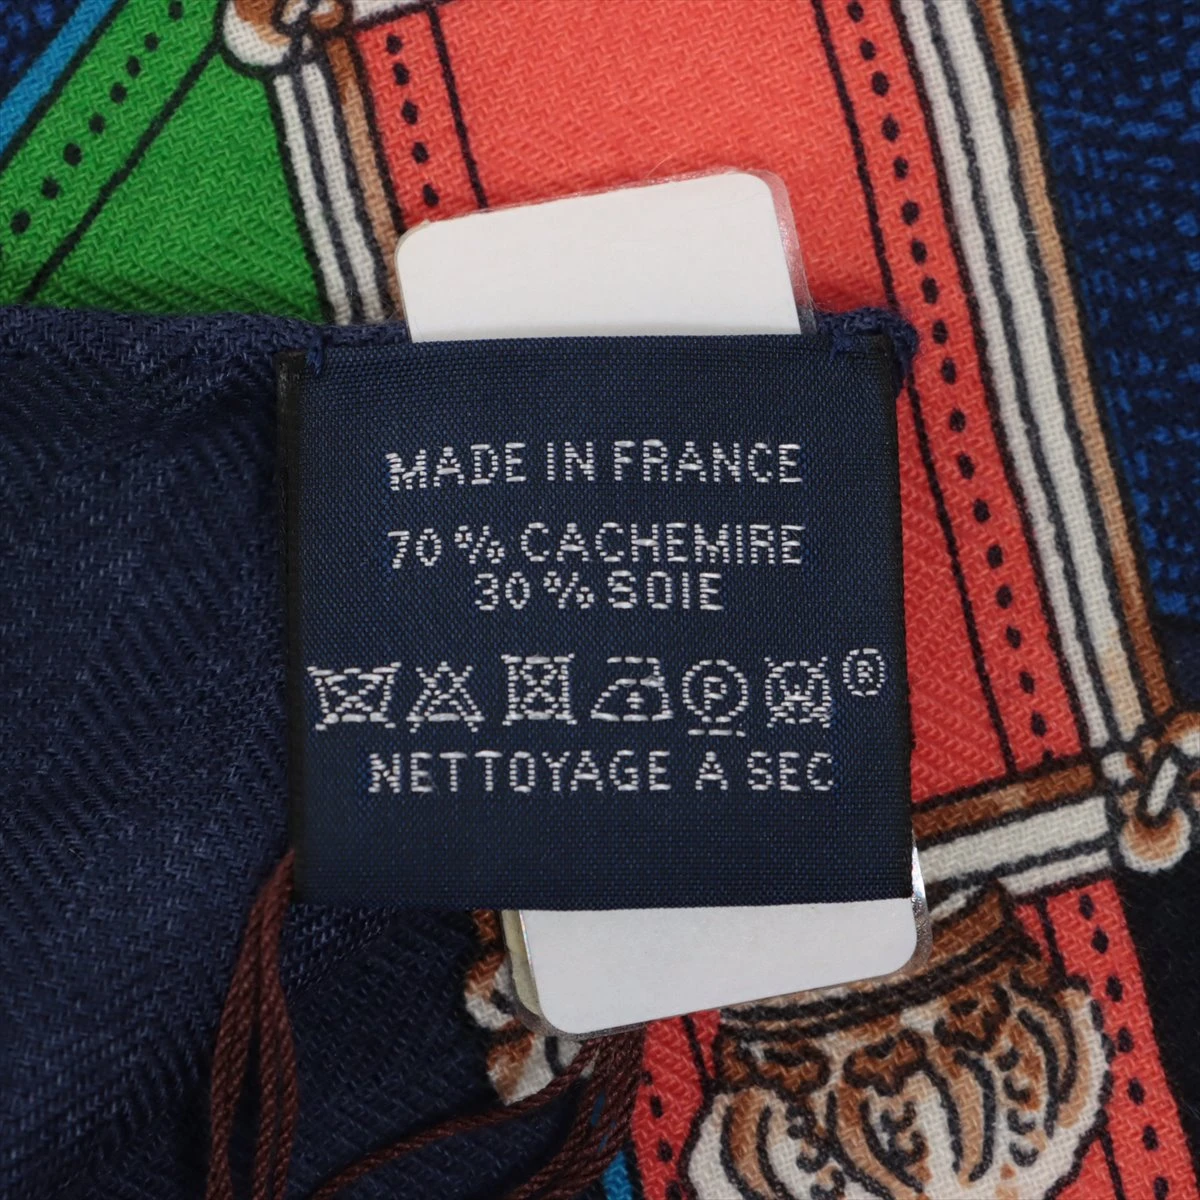 MADE IN FRANCE
70 % CACHEMIRE
30 % SOIE
P ®
NETTOYAGE A SEC